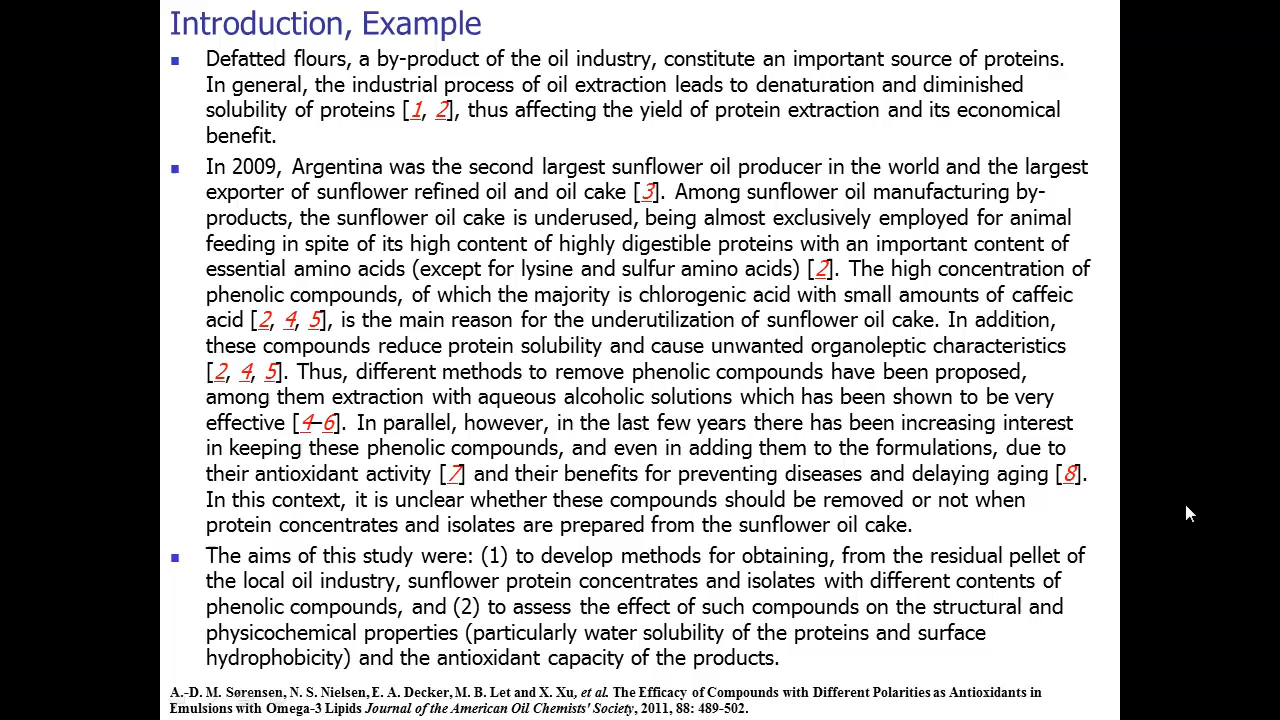 Introduction, Example
Defatted flours, a by-product of the oil industry, constitute an important source of proteins.
In general, the industrial process of oil extraction leads to denaturation and diminished
solubility of proteins [1, 2], thus affecting the yield of protein extraction and its economical
benefit.
In 2009, Argentina was the second largest sunflower oil producer in the world and the largest
exporter of sunflower refined oil and oil cake [3]. Among sunflower oil manufacturing by-
products, the sunflower oil cake is underused, being almost exclusively employed for animal
feeding in spite of its high content of highly digestible proteins with an important content of
essential amino acids (except for lysine and sulfur amino acids) [2]. The high concentration of
phenolic compounds, of which the majority is chlorogenic acid with small amounts of caffeic
acid [2, 4, 5], is the main reason for the underutilization of sunflower oil cake. In addition,
these compounds reduce protein solubility and cause unwanted organoleptic characteristics
[2, 4, 5]. Thus, different methods to remove phenolic compounds have been proposed,
among them extraction with aqueous alcoholic solutions which has been shown to be very
effective [4–6]. In parallel, however, in the last few years there has been increasing interest
in keeping these phenolic compounds, and even in adding them to the formulations, due to
their antioxidant activity [7] and their benefits for preventing diseases and delaying aging [8].
In this context, it is unclear whether these compounds should be removed or not when
protein concentrates and isolates are prepared from the sunflower oil cake.
The aims of this study were: (1) to develop methods for obtaining, from the residual pellet of
the local oil industry, sunflower protein concentrates and isolates with different contents of
phenolic compounds, and (2) to assess the effect of such compounds on the structural and
physicochemical properties (particularly water solubility of the proteins and surface
hydrophobicity) and the antioxidant capacity of the products.
A.-D. M. Sørensen, N. S. Nielsen, E. A. Decker, M. B. Let and X. Xu, et al. The Efficacy of Compounds with Different Polarities as Antioxidants in
Emulsions with Omega-3 Lipids Journal of the American Oil Chemists' Society, 2011, 88: 489-502.